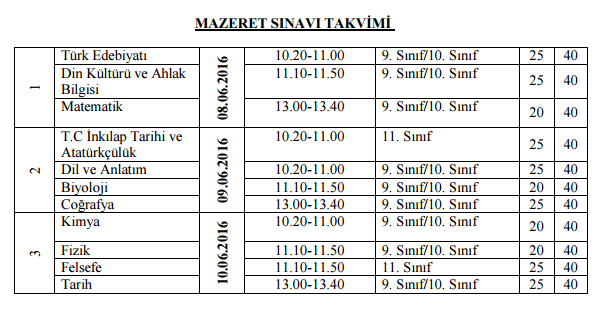 MAZERET SINAVI TAKVİMİ
1 08.06.2016
Türk Edebiyatı 10.20-11.00 9. Sınıf/10. Sınıf 25 40
Din Kültürü ve Ahlak
Bilgisi 11.10-11.50 9. Sınıf/10. Sınıf 25 40
Matematik 13.00-13.40 9. Sınıf/10. Sınıf 20 40
2 09.06.2016
T.C İnkılap Tarihi ve
Atatürkçülük 10.20-11.00 11. Sınıf 25 40
Dil ve Anlatım 10.20-11.00 9. Sınıf/10. Sınıf 25 40
Biyoloji 11.10-11.50 9. Sınıf/10. Sınıf 20 40
Coğrafya 13.00-13.40 9. Sınıf/10. Sınıf 25 40
3 10.06.2016
Kimya 10.20-11.00 9. Sınıf/10. Sınıf 20 40
Fizik 11.10-11.50 9. Sınıf/10. Sınıf 20 40
Felsefe 11.10-11.50 11. Sınıf 25 40
Tarih 13.00-13.40 9. Sınıf/10. Sınıf 25 40